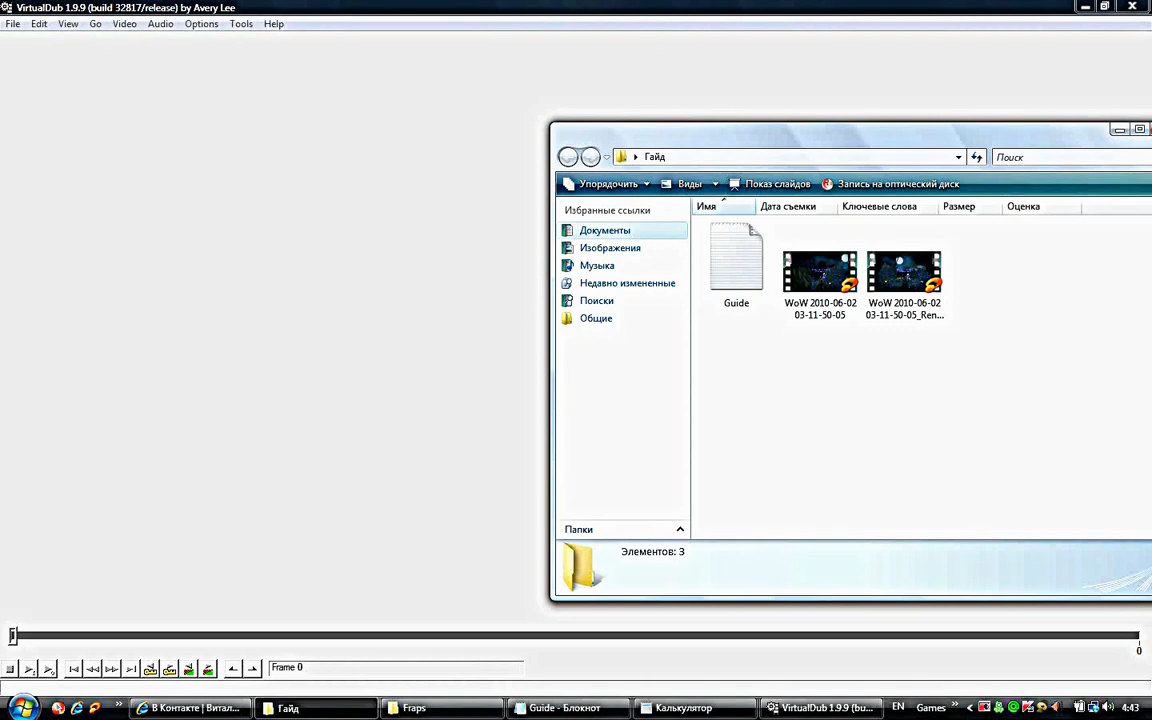 VirtualDub 1.9.9 (build 32817/release) by Avery Lee
File Edit View Go Video Audio Options Tools Help
Гайд
Поиск
Упорядочить Виды Показ слайдов Запись на оптический диск
Избранные ссылки
Имя Дата съемки Ключевые слова Размер Оценка
Документы
Изображения
Музыка
Недавно измененные
Поиски
Общие
Guide
WoW 2010-06-02
03-11-50-05
WoW 2010-06-02
03-11-50-05_Ren...
Папки
Элементов: 3
0
Frame 0
В Контакте | Витал... Гайд Fraps Guide - Блокнот Калькулятор VirtualDub 1.9.9 (bu... EN Games 4:43